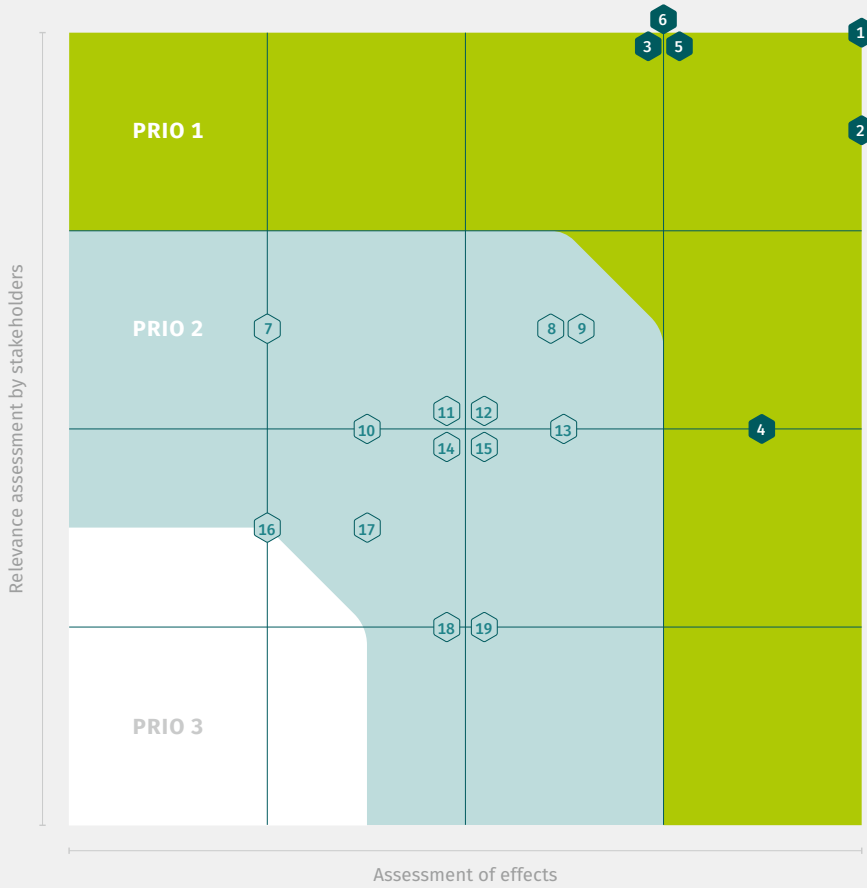 6
3 5
1
PRIO 1
2
PRIO 2
7
8 9
11 12
10
13
4
14 15
16
17
18 19
PRIO 3
Relevance assessment by stakeholders
Assessment of effects